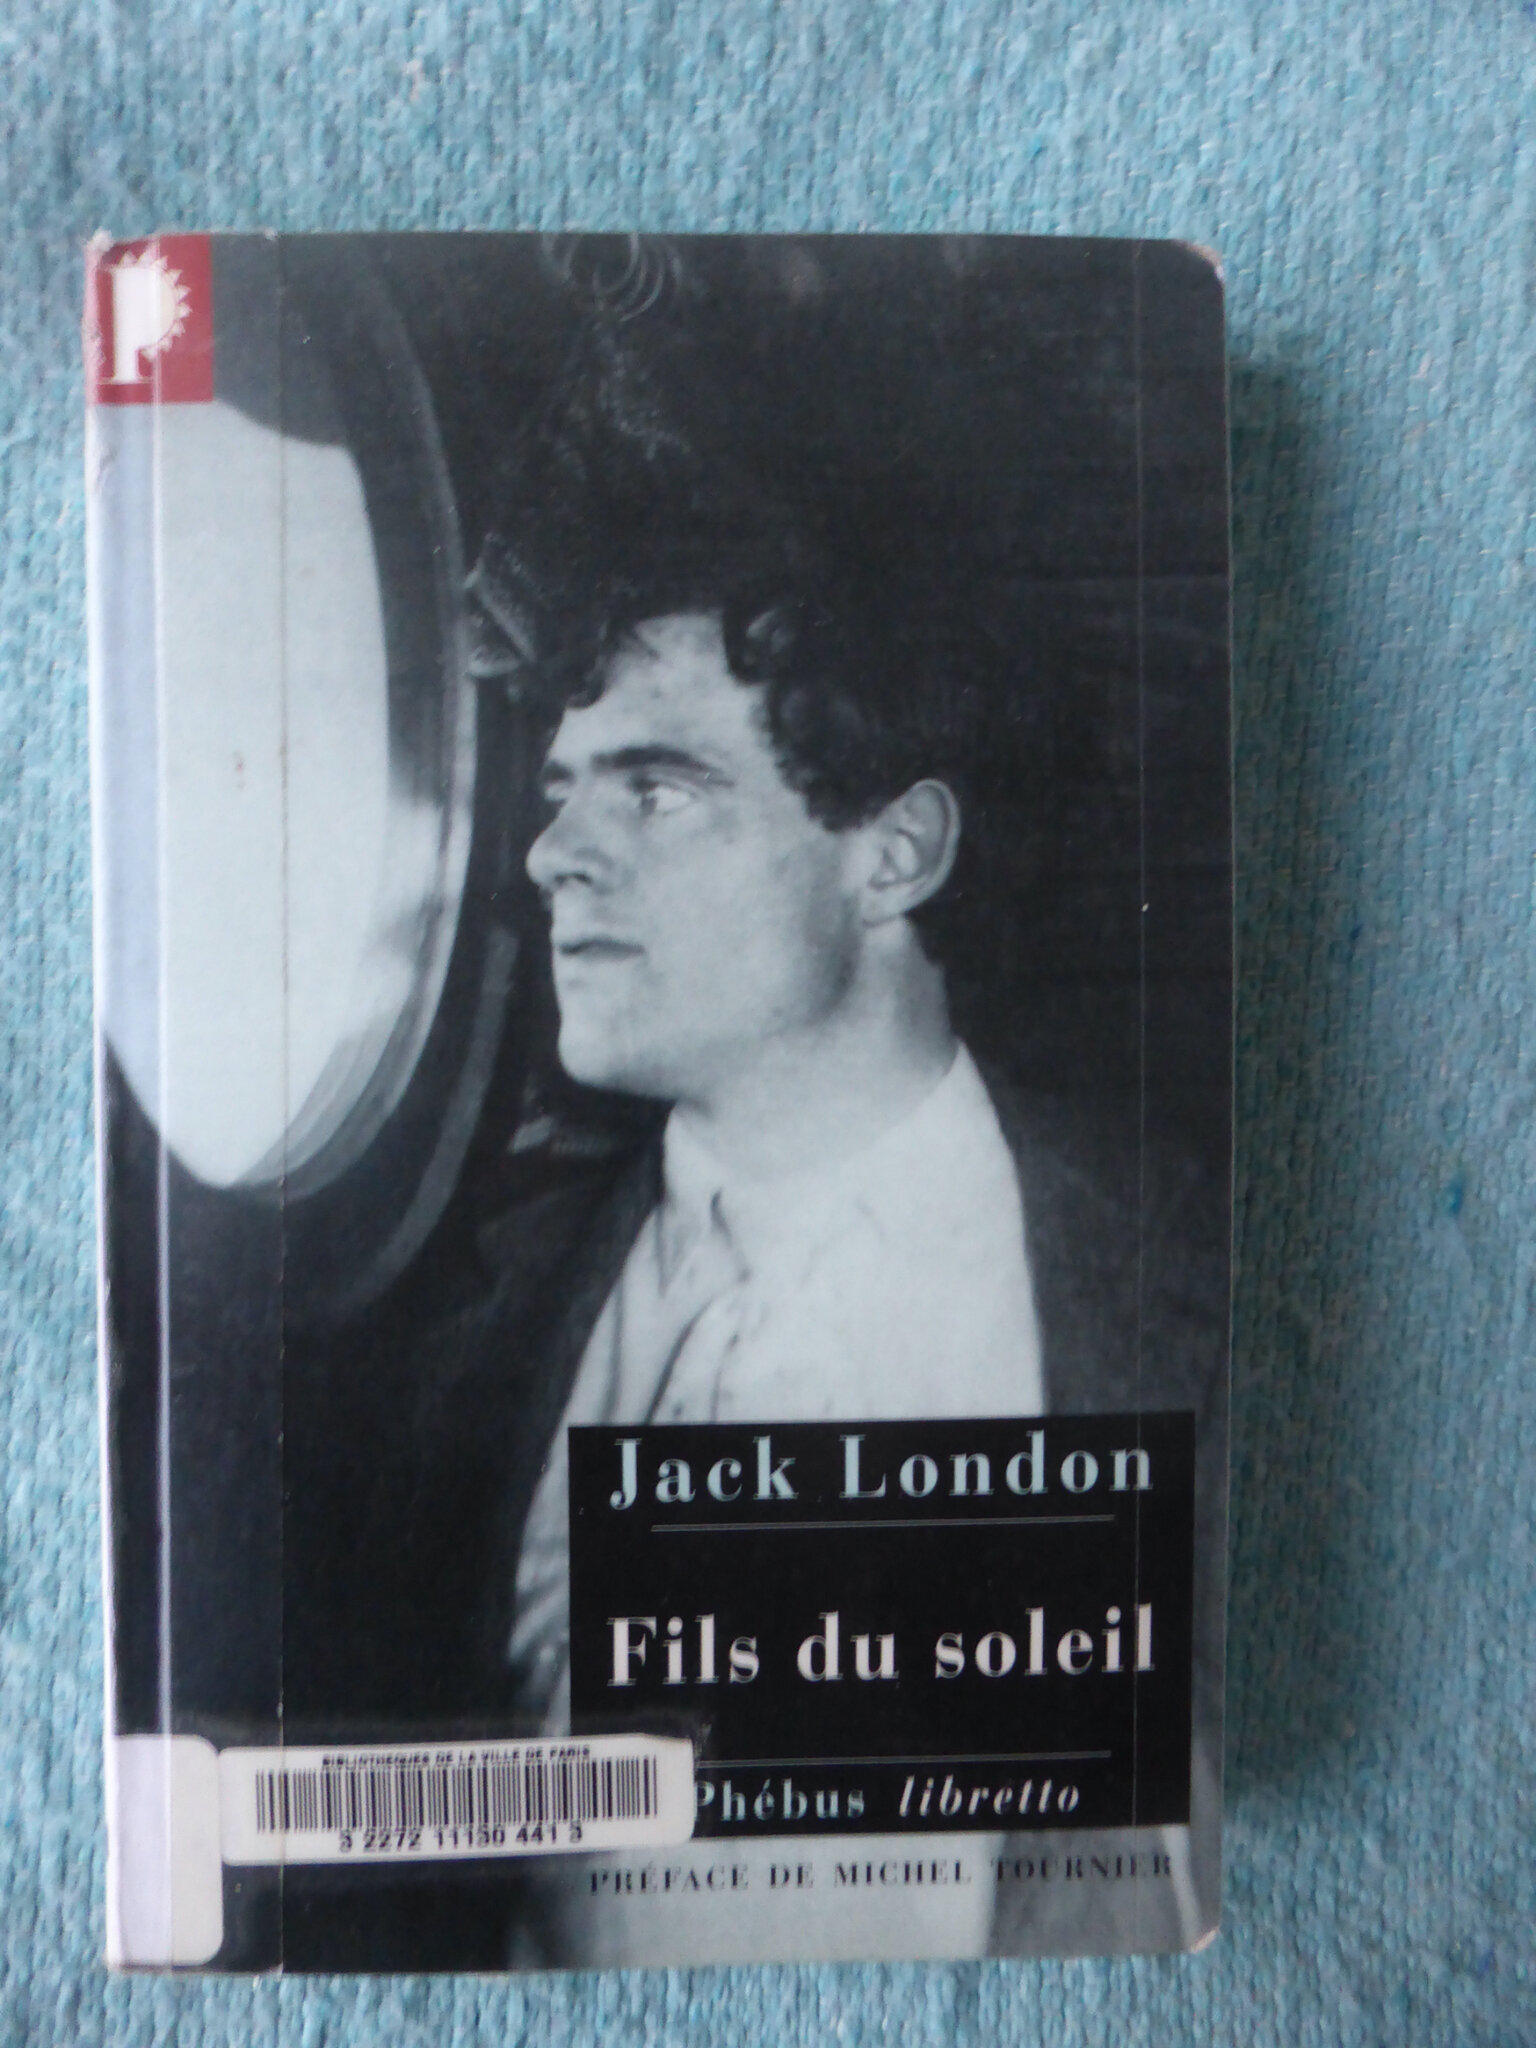 P
Jack London
Fils du soleil
Phébus libretto
BIBLIOTHEQUES DE LA VILLE DE PARIS
3 2272 11130 441 3
PRÉFACE DE MICHEL TOURNIER